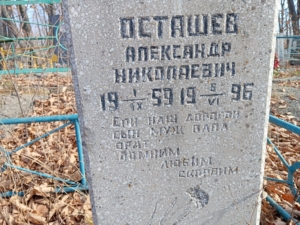 ОСТАШЕВ
АЛЕКСАНДР
НИКОЛАЕВИЧ
19 1/IX 59 19 5/VI 96
СПИ НАШ ДОРОГОЙ
СЫН МУЖ ПАПА
БРАТ
ПОМНИМ
ЛЮБИМ
СКОРБИМ